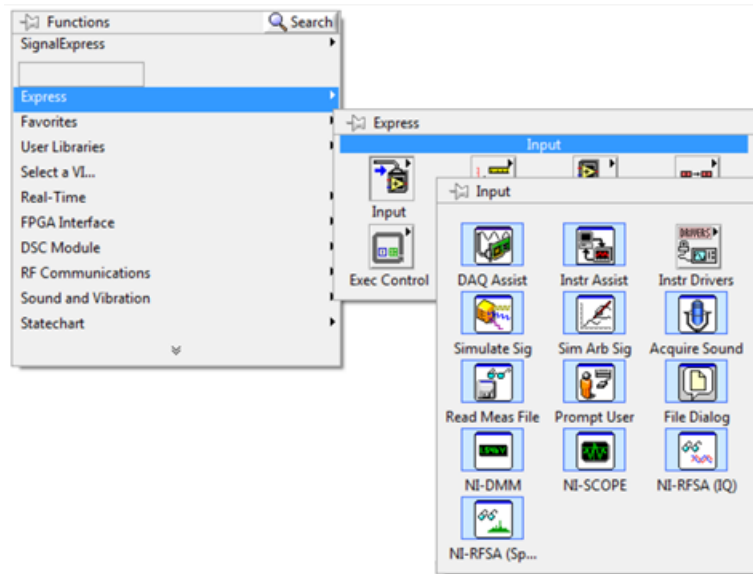 Functions
Search
SignalExpress
Express
Favorites
User Libraries
Select a VI...
Real-Time
FPGA Interface
DSC Module
RF Communications
Sound and Vibration
Statechart
Express
Input
Input
Exec Control
Input
DAQ Assist Instr Assist Instr Drivers
Simulate Sig Sim Arb Sig Acquire Sound
Read Meas File Prompt User File Dialog
NI-DMM NI-SCOPE NI-RFSA (IQ)
NI-RFSA (Sp...